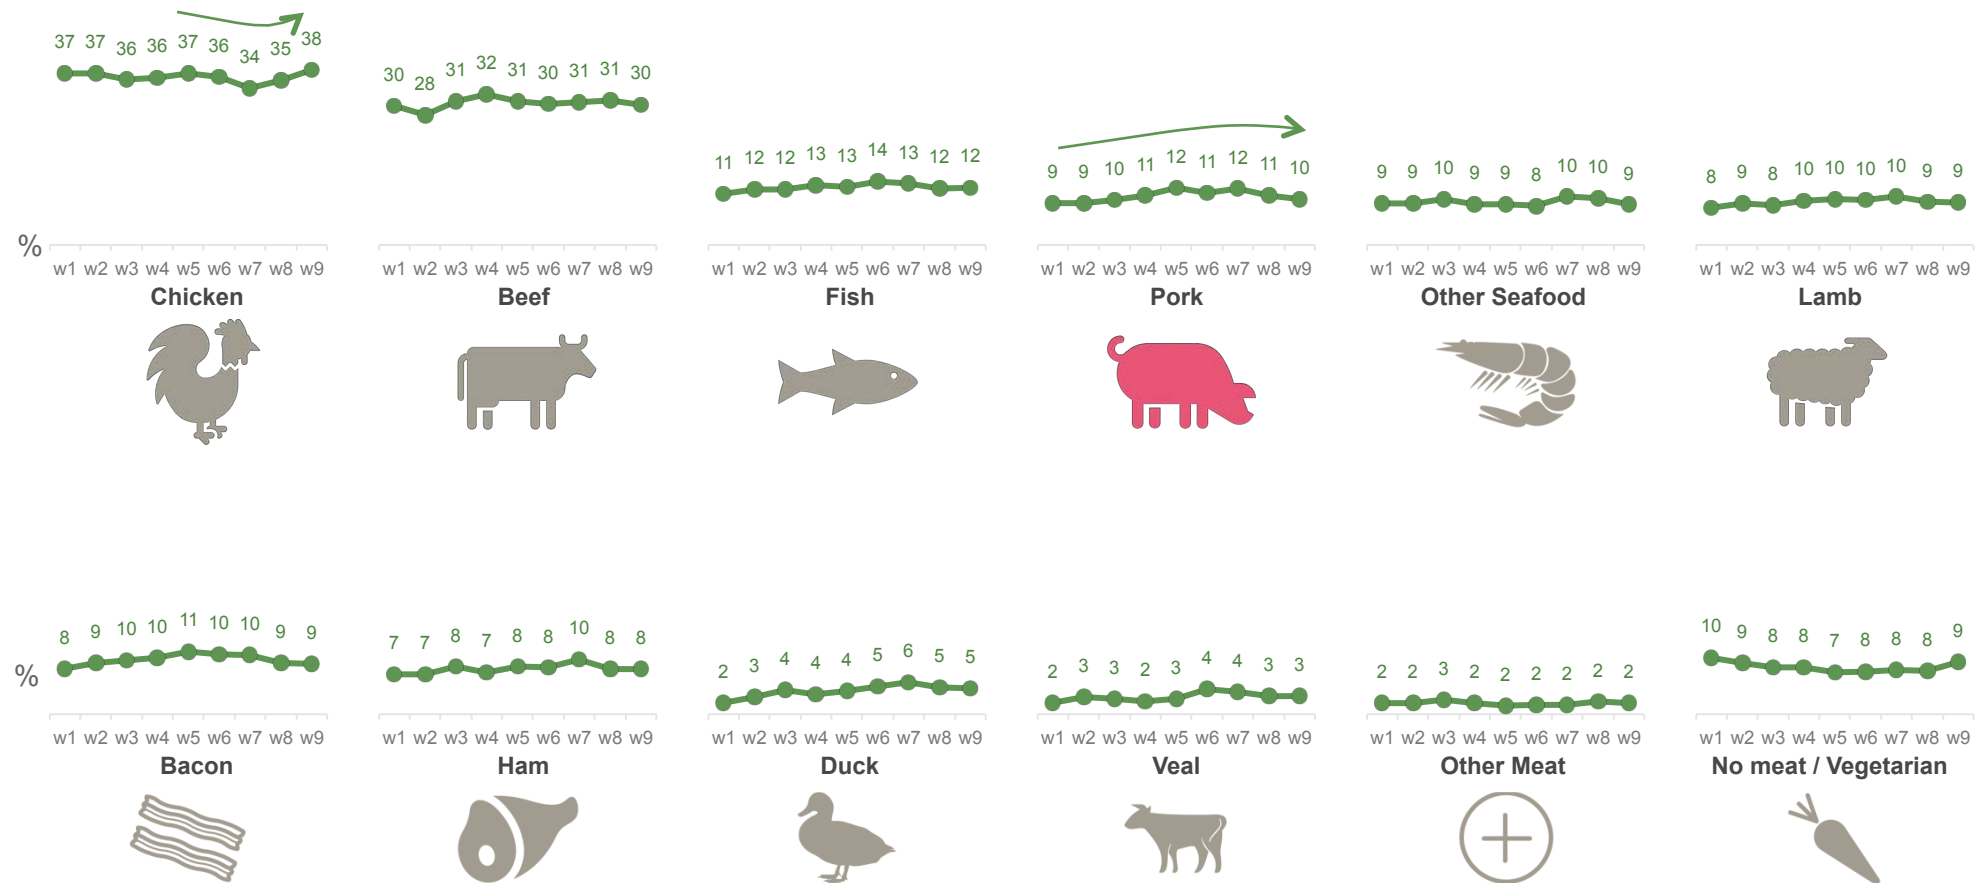 37 37 36 36 37 36 34 35 38
30 28 31 32 31 30 31 31 30
11 12 12 13 13 14 13 12 12
9 9 10 11 12 11 12 11 10
9 9 10 9 9 8 10 10 9
8 9 8 10 10 10 10 9 9
%
w1 w2 w3 w4 w5 w6 w7 w8 w9
w1 w2 w3 w4 w5 w6 w7 w8 w9
w1 w2 w3 w4 w5 w6 w7 w8 w9
w1 w2 w3 w4 w5 w6 w7 w8 w9
w1 w2 w3 w4 w5 w6 w7 w8 w9
w1 w2 w3 w4 w5 w6 w7 w8 w9
Chicken
Beef
Fish
Pork
Other Seafood
Lamb
8 9 10 10 11 10 10 9 9
7 7 8 7 8 8 10 8 8
2 3 4 4 4 5 6 5 5
2 3 3 2 3 4 4 3 3
2 2 3 2 2 2 2 2 2
10 9 8 8 7 8 8 8 9
%
w1 w2 w3 w4 w5 w6 w7 w8 w9
w1 w2 w3 w4 w5 w6 w7 w8 w9
w1 w2 w3 w4 w5 w6 w7 w8 w9
w1 w2 w3 w4 w5 w6 w7 w8 w9
w1 w2 w3 w4 w5 w6 w7 w8 w9
w1 w2 w3 w4 w5 w6 w7 w8 w9
Bacon
Ham
Duck
Veal
Other Meat
No meat / Vegetarian